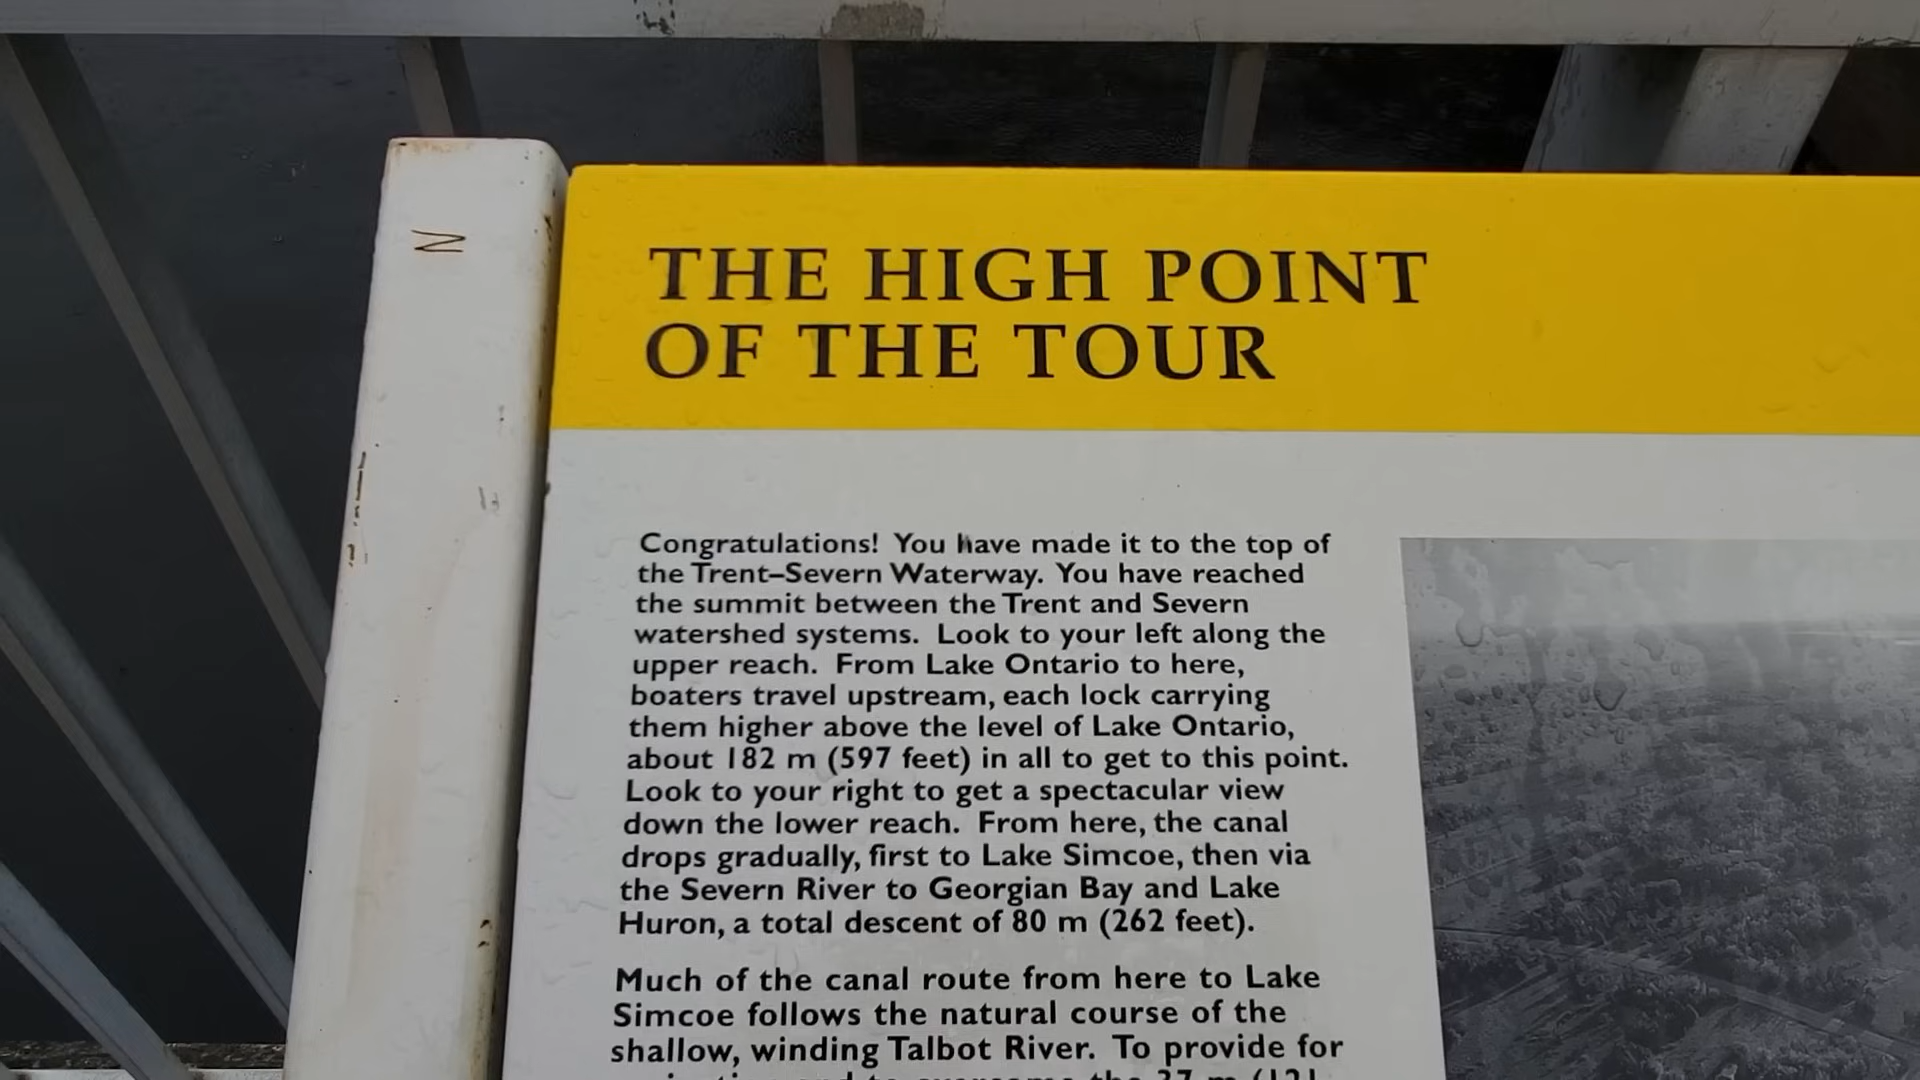 THE HIGH POINT
OF THE TOUR
Congratulations! You have made it to the top of
the Trent–Severn Waterway. You have reached
the summit between the Trent and Severn
watershed systems. Look to your left along the
upper reach. From Lake Ontario to here,
boaters travel upstream, each lock carrying
them higher above the level of Lake Ontario,
about 182 m (597 feet) in all to get to this point.
Look to your right to get a spectacular view
down the lower reach. From here, the canal
drops gradually, first to Lake Simcoe, then via
the Severn River to Georgian Bay and Lake
Huron, a total descent of 80 m (262 feet).
Much of the canal route from here to Lake
Simcoe follows the natural course of the
shallow, winding Talbot River. To provide for